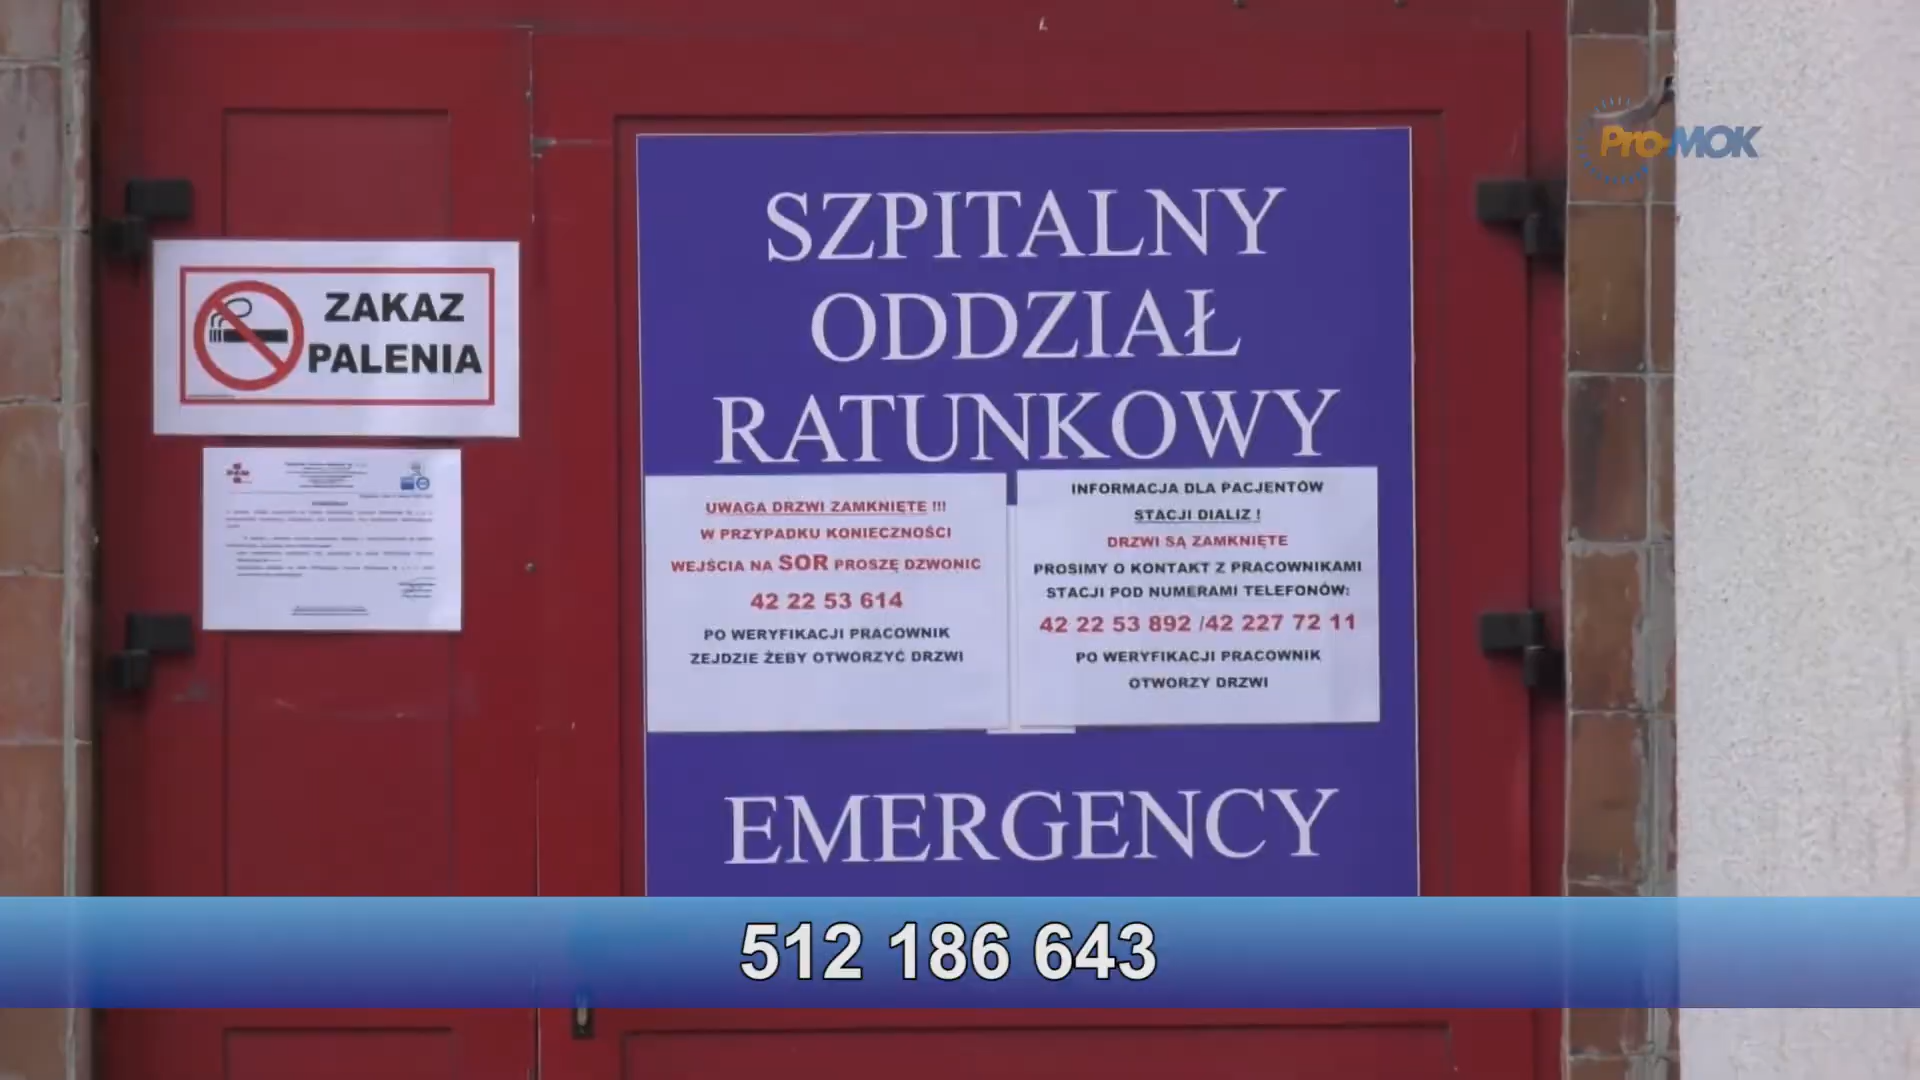 Pro-MOK
SZPITALNY
ODDZIAŁ
RATUNKOWY
ZAKAZ
PALENIA
UWAGA DRZWI ZAMKNIĘTE !!!
W PRZYPADKU KONIECZNOŚCI
WEJŚCIA NA SOR PROSZĘ DZWONIC
42 22 53 614
PO WERYFIKACJI PRACOWNIK
ZEJDZIE ŻEBY OTWORZYĆ DRZWI
INFORMACJA DLA PACJENTÓW
STACJI DIALIZ !
DRZWI SĄ ZAMKNIĘTE
PROSIMY O KONTAKT Z PRACOWNIKAMI
STACJI POD NUMERAMI TELEFONÓW:
42 22 53 892 /42 227 72 11
PO WERYFIKACJI PRACOWNIK
OTWORZY DRZWI
EMERGENCY
512 186 643